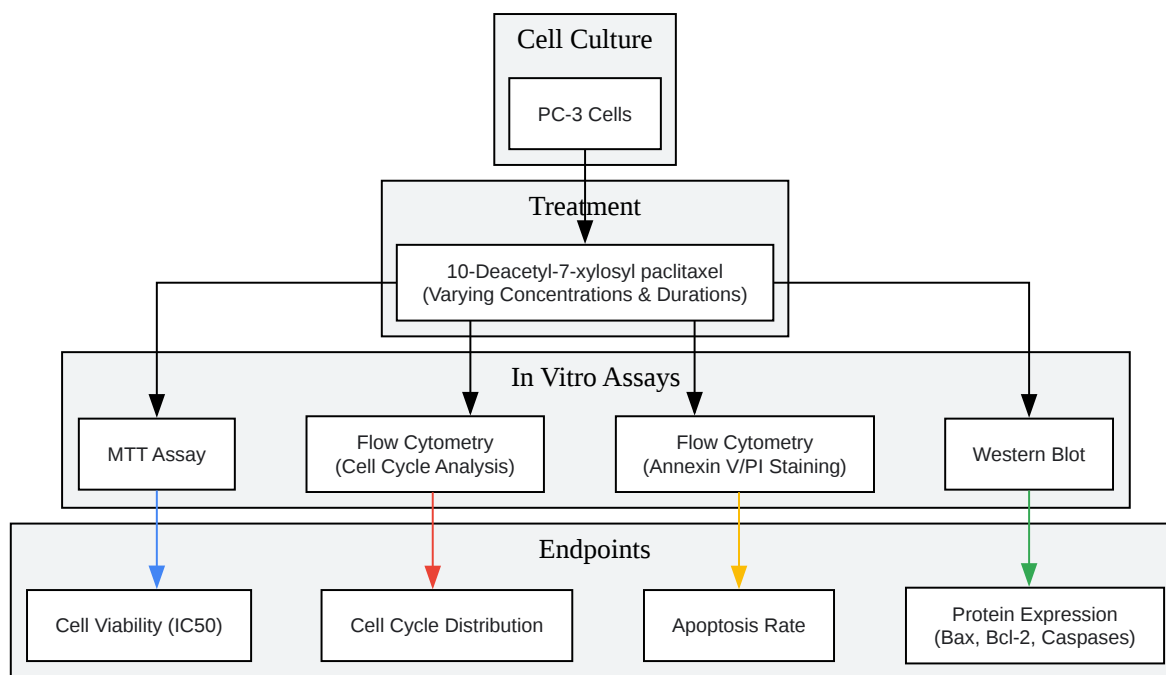 Cell Culture
PC-3 Cells
Treatment
10-Deacetyl-7-xylosyl paclitaxel
(Varying Concentrations & Durations)
In Vitro Assays
MTT Assay
Flow Cytometry
(Cell Cycle Analysis)
Flow Cytometry
(Annexin V/PI Staining)
Western Blot
Endpoints
Cell Viability (IC50)
Cell Cycle Distribution
Apoptosis Rate
Protein Expression
(Bax, Bcl-2, Caspases)